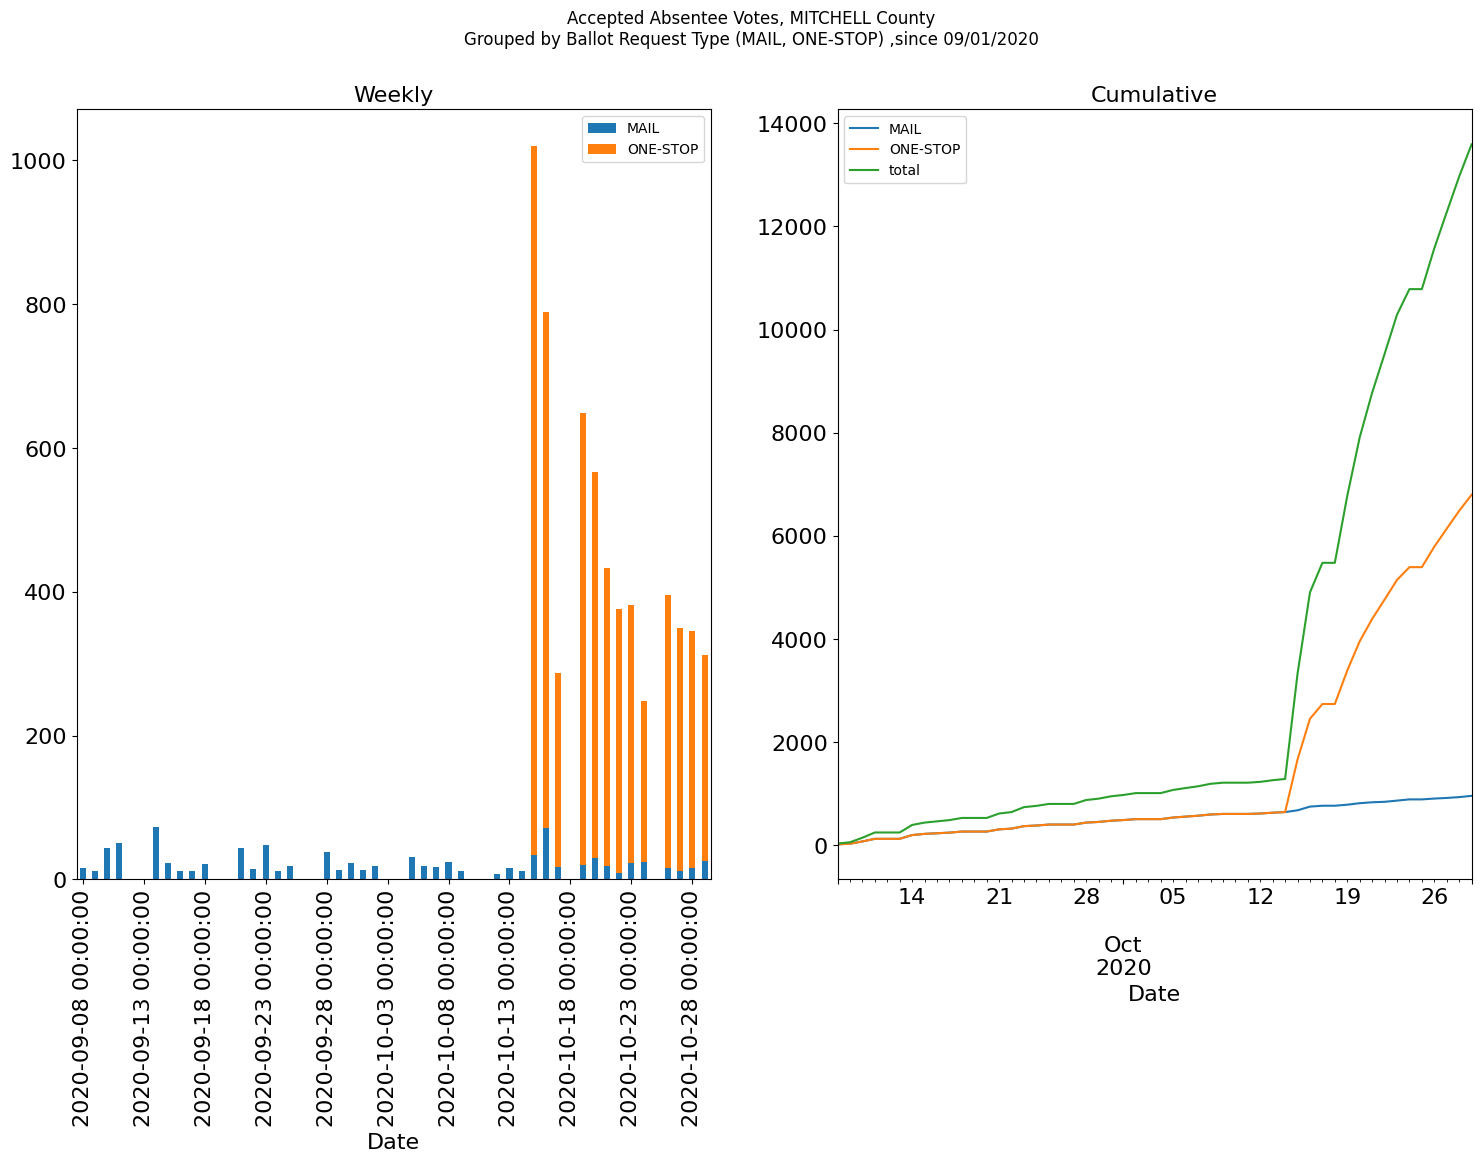 Accepted Absentee Votes, MITCHELL County
Grouped by Ballot Request Type (MAIL, ONE-STOP) ,since 09/01/2020
Weekly
MAIL
ONE-STOP
1000
800
600
400
200
0
2020-09-08 00:00:00
2020-09-13 00:00:00
2020-09-18 00:00:00
2020-09-23 00:00:00
2020-09-28 00:00:00
2020-10-03 00:00:00
2020-10-08 00:00:00
2020-10-13 00:00:00
2020-10-18 00:00:00
2020-10-23 00:00:00
2020-10-28 00:00:00
Date
Cumulative
MAIL
ONE-STOP
total
14000
12000
10000
8000
6000
4000
2000
0
14 21 28 05 12 19 26
Oct
2020
Date